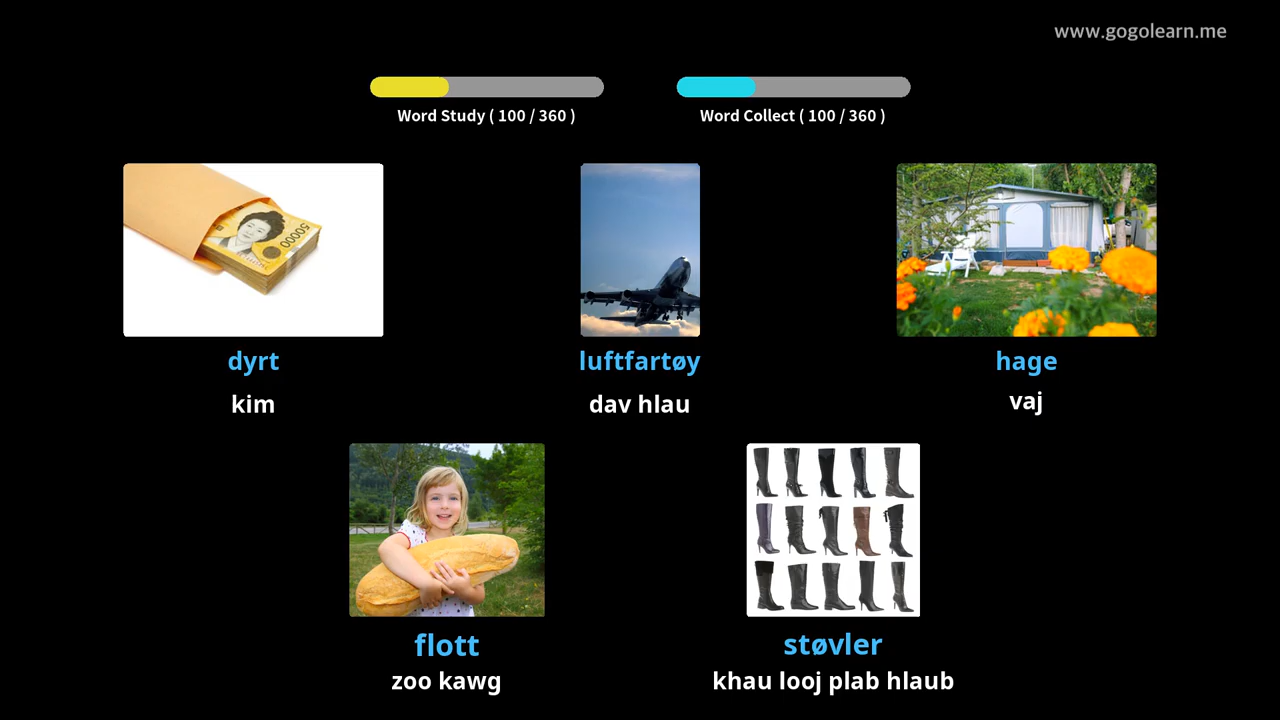 www.gogolearn.me
Word Study ( 100 / 360 )
Word Collect ( 100 / 360 )
50000
dyrt
kim
luftfartøy
dav hlau
hage
vaj
flott
zoo kawg
støvler
khau looj plab hlaub